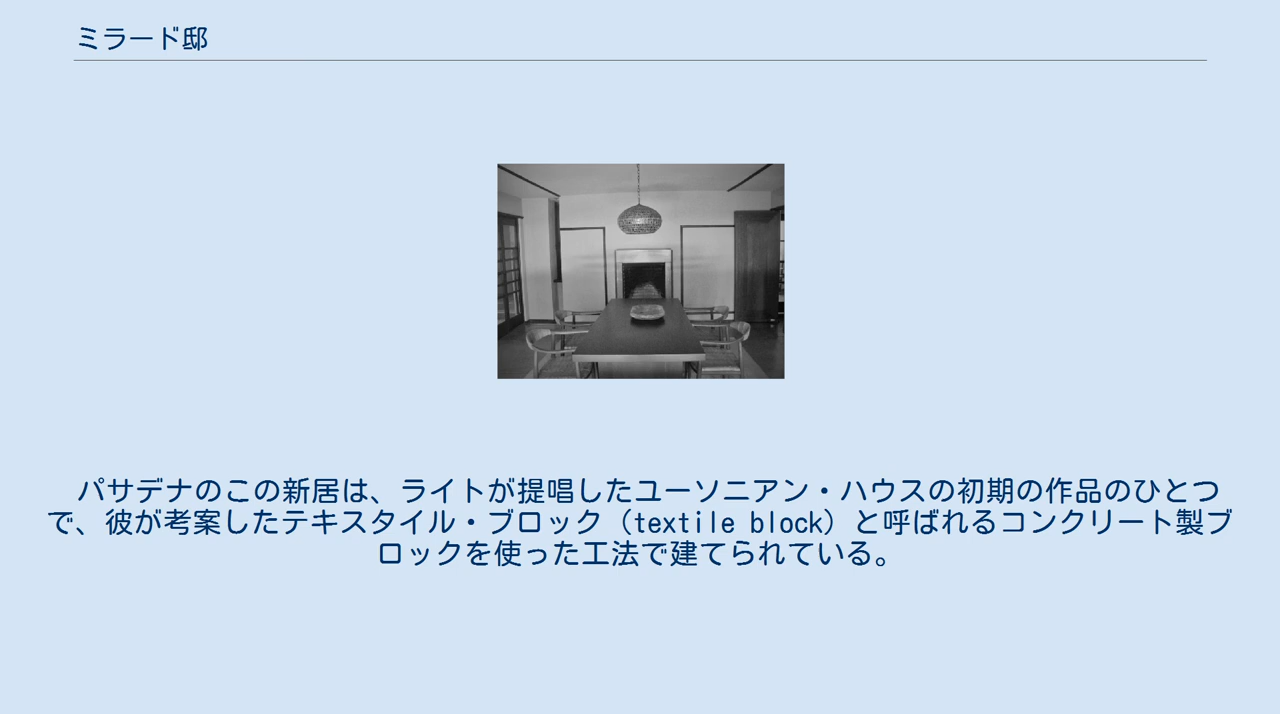 ミラード邸
パサデナのこの新居は、ライトが提唱したユーソニアン・ハウスの初期の作品のひとつ
で、彼が考案したテキスタイル・ブロック（textile block）と呼ばれるコンクリート製ブ
ロックを使った工法で建てられている。